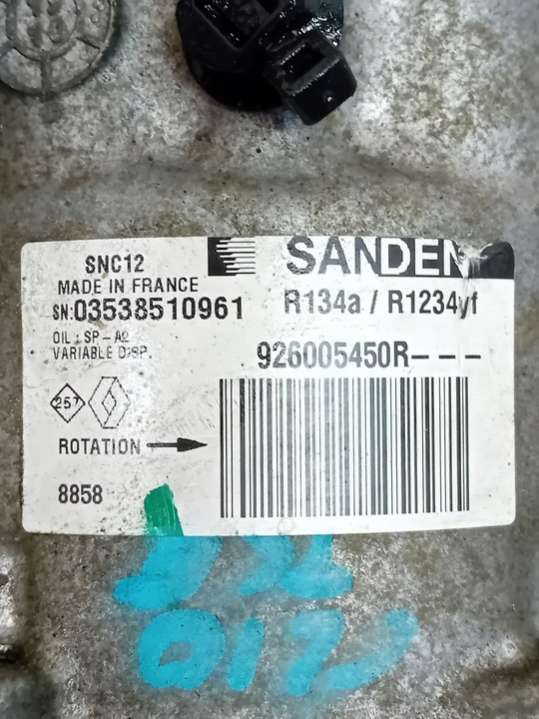 SNC12
SANDEN
MADE IN FRANCE
SN:03538510961
R134a / R1234yf
OIL : SP-A2
VARIABLE DISP.
926005450R---
257
ROTATION
8858